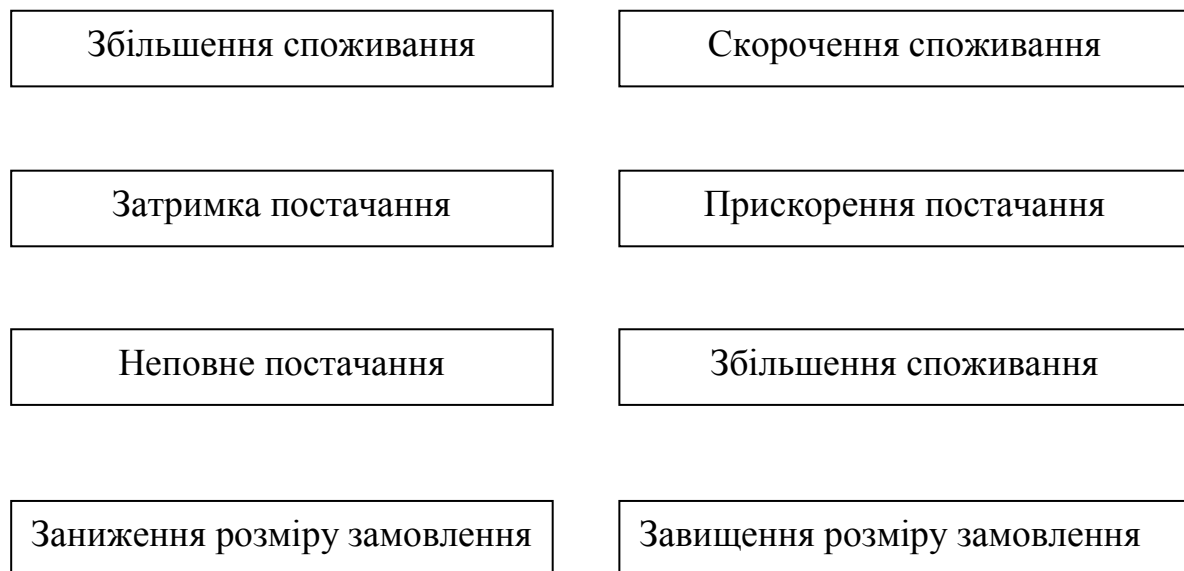 Збільшення споживання
Скорочення споживання
Затримка постачання
Прискорення постачання
Неповне постачання
Збільшення споживання
Заниження розміру замовлення
Завищення розміру замовлення